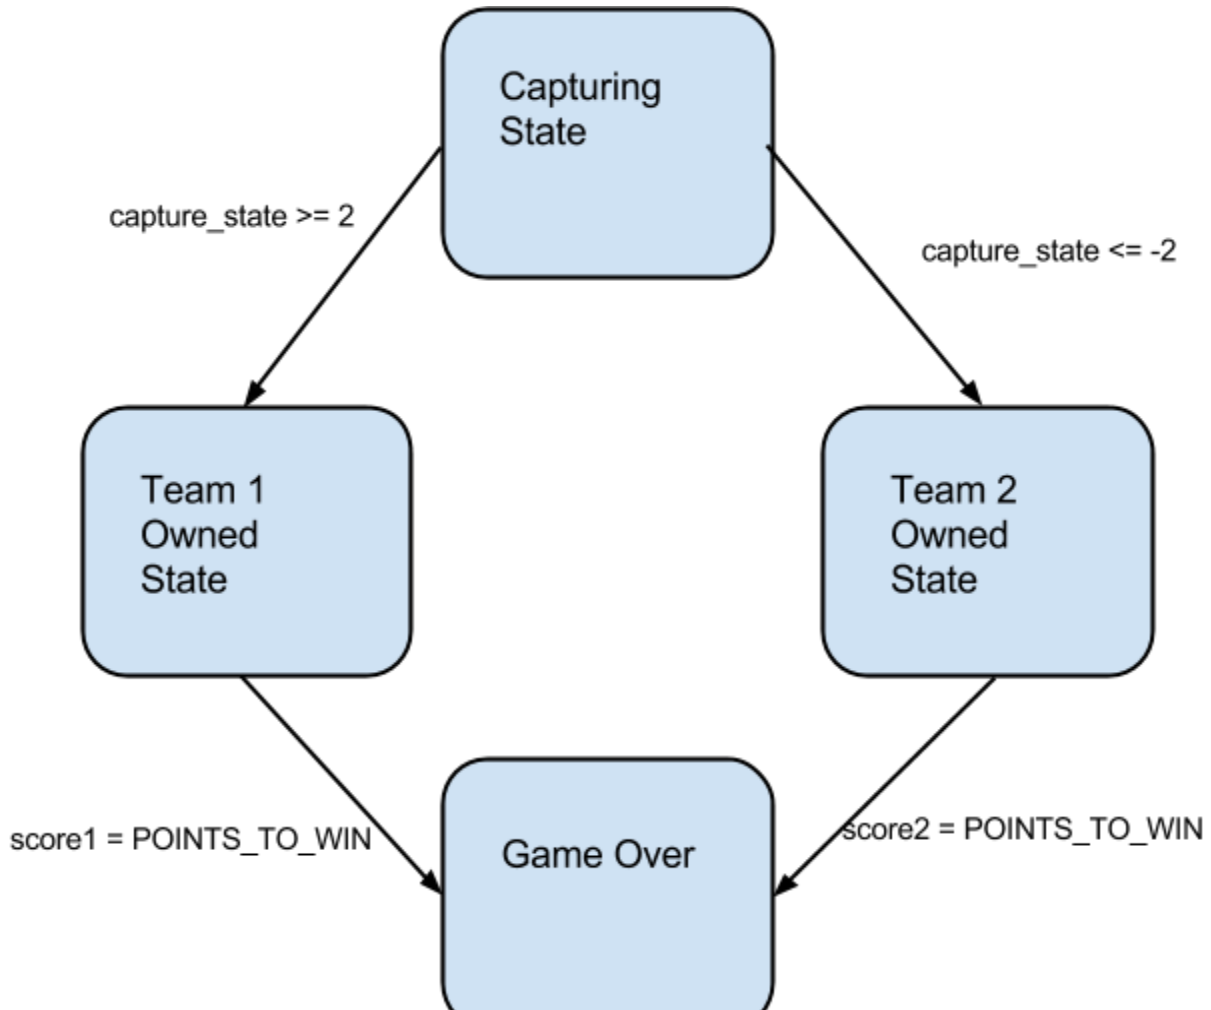 Capturing
State
capture_state >= 2
capture_state <= -2
Team 1
Owned
State
Team 2
Owned
State
score1 = POINTS_TO_WIN
score2 = POINTS_TO_WIN
Game Over